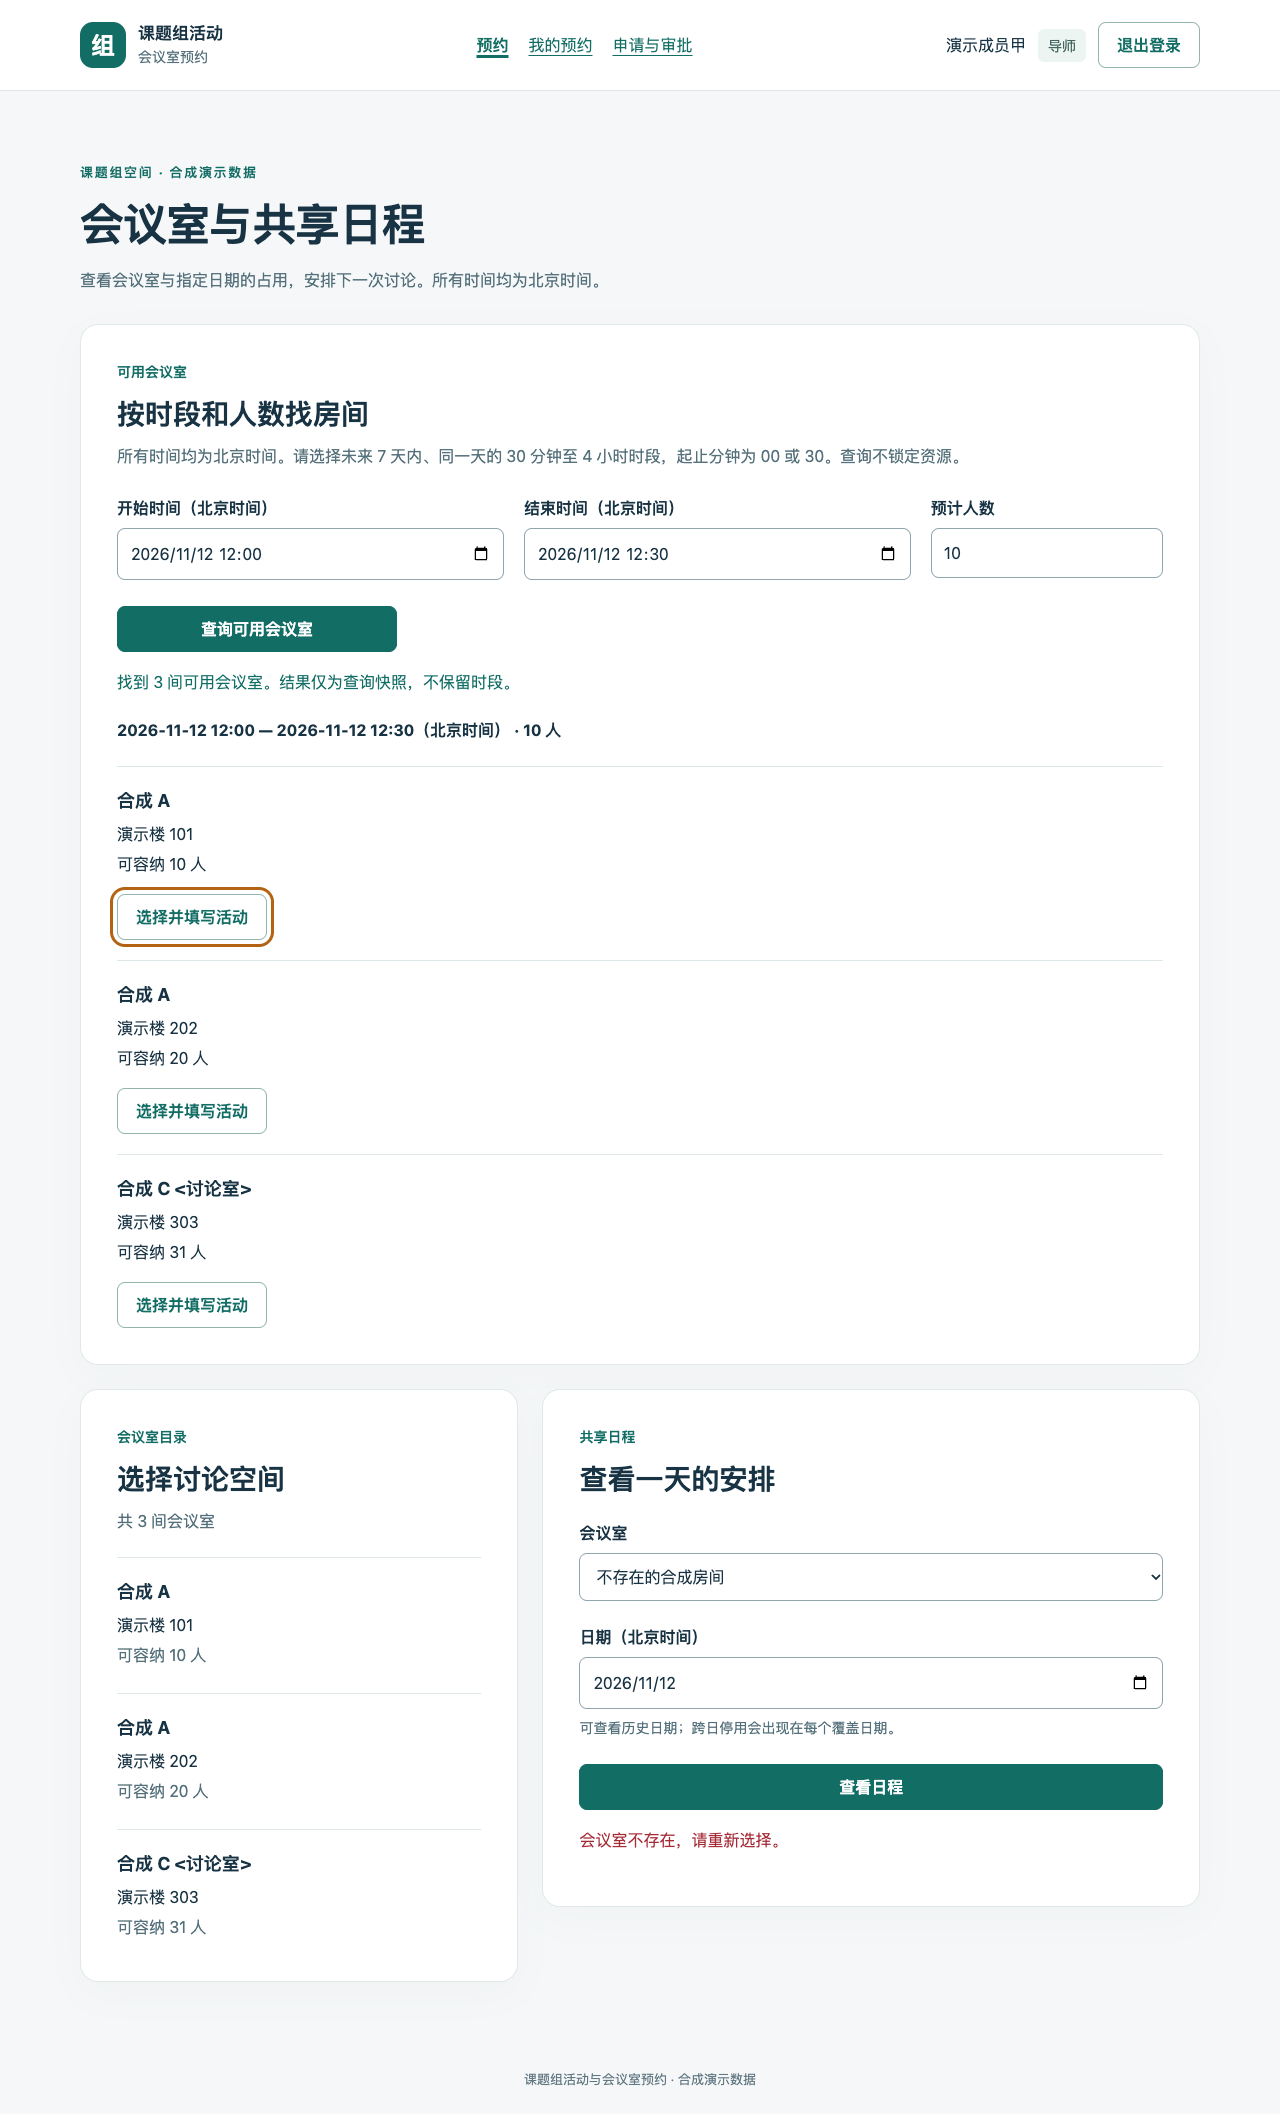 组
课题组活动
会议室预约
预约 我的预约 申请与审批
演示成员甲 导师 退出登录
课题组空间 · 合成演示数据
会议室与共享日程
查看会议室与指定日期的占用，安排下一次讨论。所有时间均为北京时间。
可用会议室
按时段和人数找房间
所有时间均为北京时间。请选择未来 7 天内、同一天的 30 分钟至 4 小时时段，起止分钟为 00 或 30。查询不锁定资源。
开始时间（北京时间） 结束时间（北京时间） 预计人数
2026/11/12 12:00 2026/11/12 12:30 10
查询可用会议室
找到 3 间可用会议室。结果仅为查询快照，不保留时段。
2026-11-12 12:00 — 2026-11-12 12:30（北京时间） · 10 人
合成 A
演示楼 101
可容纳 10 人
选择并填写活动
合成 A
演示楼 202
可容纳 20 人
选择并填写活动
合成 C <讨论室>
演示楼 303
可容纳 31 人
选择并填写活动
会议室目录
选择讨论空间
共 3 间会议室
合成 A
演示楼 101
可容纳 10 人
合成 A
演示楼 202
可容纳 20 人
合成 C <讨论室>
演示楼 303
可容纳 31 人
共享日程
查看一天的安排
会议室
不存在的合成房间
日期（北京时间）
2026/11/12
可查看历史日期；跨日停用会出现在每个覆盖日期。
查看日程
会议室不存在，请重新选择。
课题组活动与会议室预约 · 合成演示数据